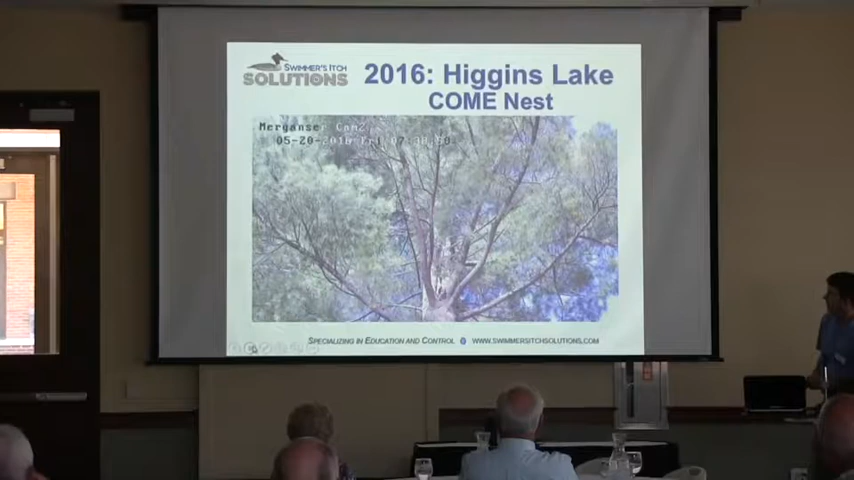 SWIMMER'S ITCH
SOLUTIONS
2016: Higgins Lake
COME Nest
Merganser Cam2
05-20-2016 Fri
SPECIALIZING IN EDUCATION AND CONTROL
WWW.SWIMMERSITCHSOLUTIONS.COM